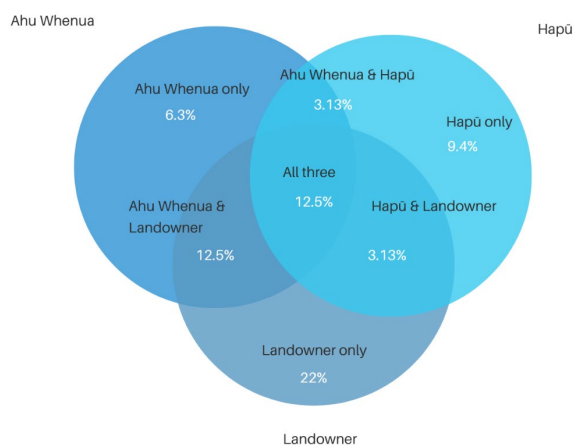 Ahu Whenua
Hapū
Ahu Whenua only
6.3%
Ahu Whenua & Hapū
3.13%
Hapū only
9.4%
All three
12.5%
Ahu Whenua &
Landowner
12.5%
Hapū & Landowner
3.13%
Landowner only
22%
Landowner